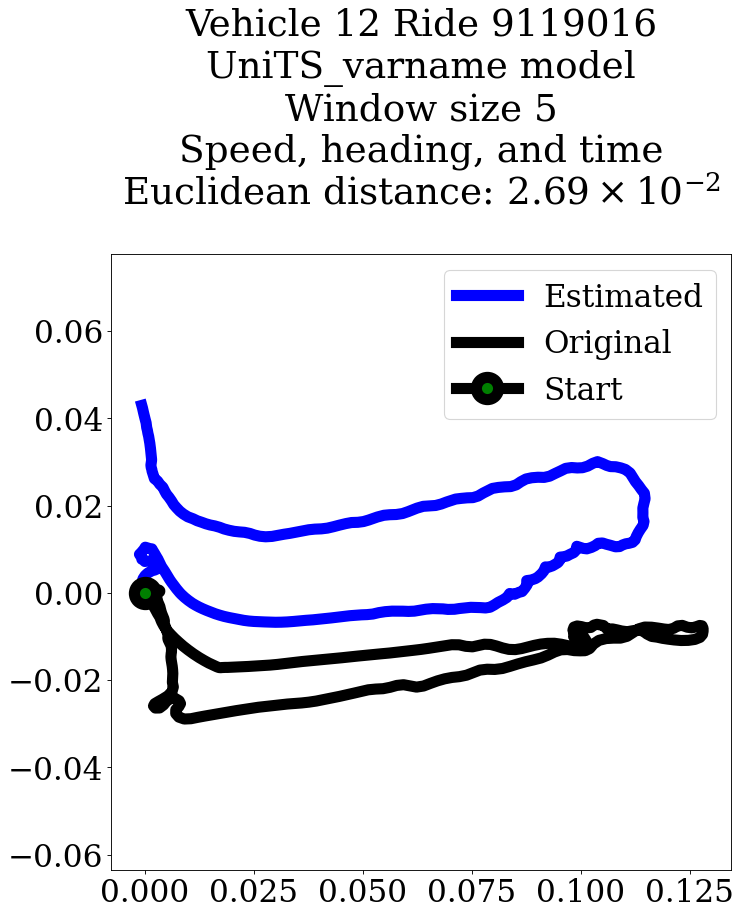 Vehicle 12 Ride 9119016
UniTS_varname model
Window size 5
Speed, heading, and time
Euclidean distance: 2.69 × 10⁻²
Estimated
Original
Start
0.06
0.04
0.02
0.00
−0.02
−0.04
−0.06
0.000 0.025 0.050 0.075 0.100 0.125